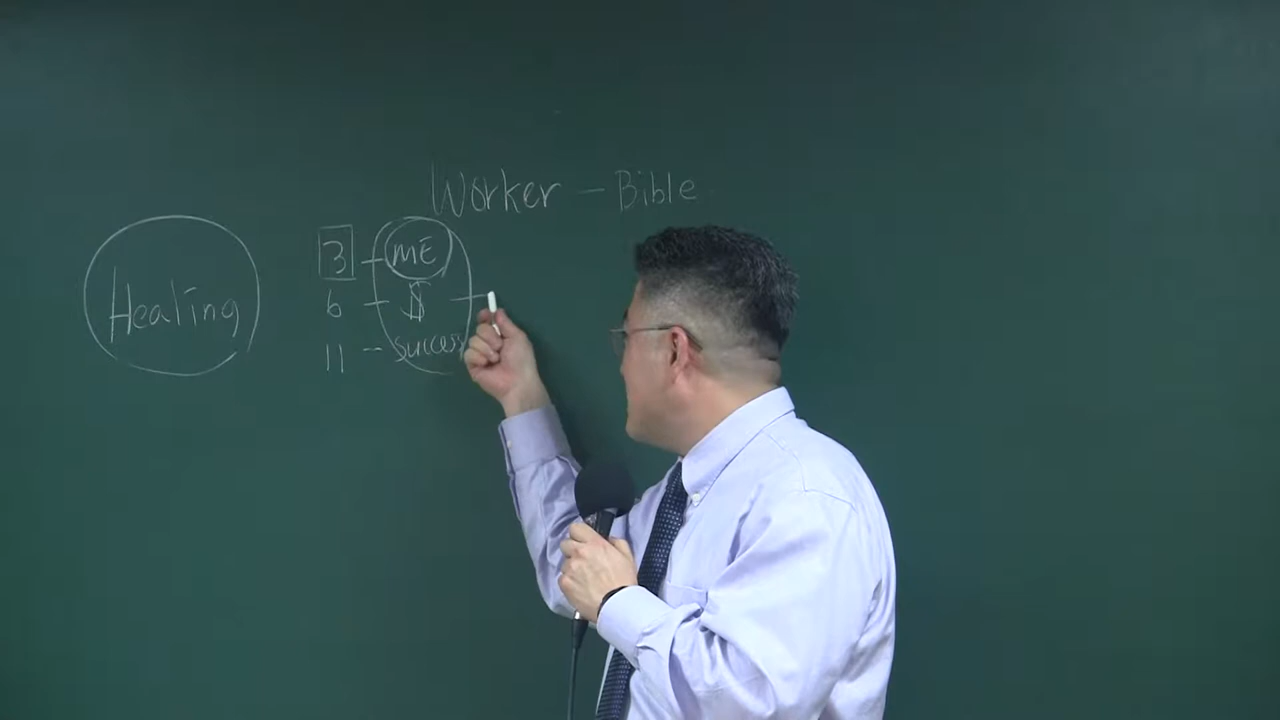 Worker - Bible
Healing
3 - ME
6 - $
11 - Success